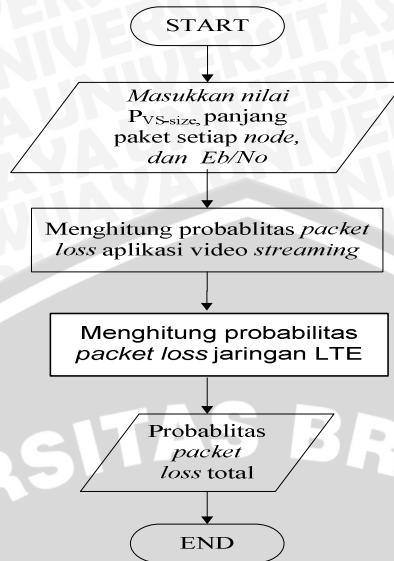 START
Masukkan nilai
PVS-size, panjang
paket setiap node,
dan Eb/No
Menghitung probablitas packet
loss aplikasi video streaming
Menghitung probabilitas
packet loss jaringan LTE
Probablitas
packet
loss total
END